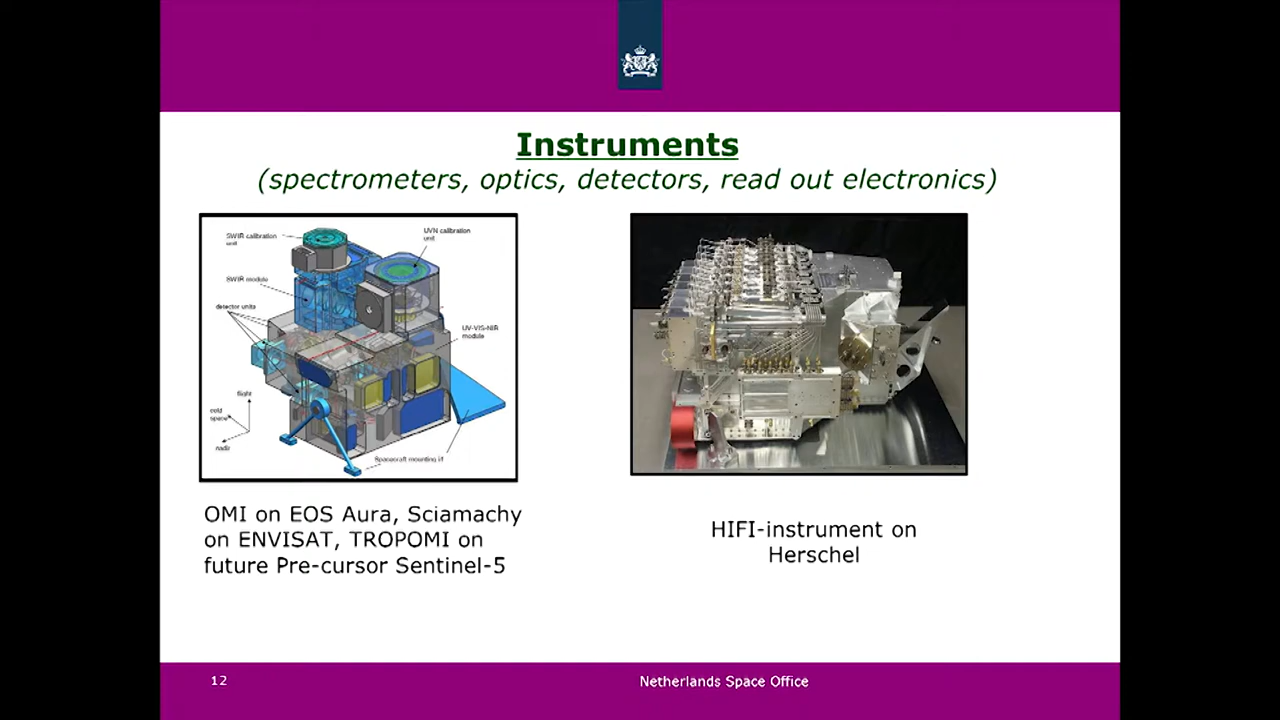 Instruments
(spectrometers, optics, detectors, read out electronics)
SWIR calibration
unit
UVN calibration
unit
SWIR module
detector units
UV-VIS-NIR
module
flight
cold
space
nadir
Spacecraft mounting i/f
OMI on EOS Aura, Sciamachy
on ENVISAT, TROPOMI on
future Pre-cursor Sentinel-5
HIFI-instrument on
Herschel
12
Netherlands Space Office